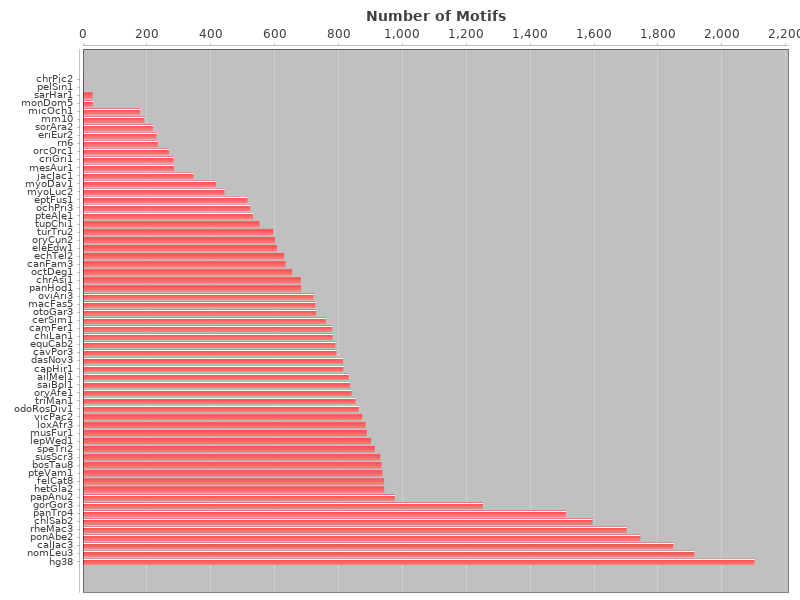 Number of Motifs
0 200 400 600 800 1,000 1,200 1,400 1,600 1,800 2,000 2,200
chrPic2
pelSin1
sarHar1
monDom5
micOch1
mm10
sorAra2
eriEur2
rn6
orcOrc1
criGri1
mesAur1
jacJac1
myoDav1
myoLuc2
eptFus1
ochPri3
pteAle1
tupChi1
turTru2
oryCun2
eleEdw1
echTel2
canFam3
octDeg1
chrAsi1
panHod1
oviAri3
macFas5
otoGar3
cerSim1
camFer1
chiLan1
equCab2
cavPor3
dasNov3
capHir1
ailMel1
saiBol1
oryAfe1
triMan1
odoRosDiv1
vicPac2
loxAfr3
musFur1
lepWed1
speTri2
susScr3
bosTau8
pteVam1
felCat8
hetGla2
papAnu2
gorGor3
panTro4
chlSab2
rheMac3
ponAbe2
calJac3
nomLeu3
hg38